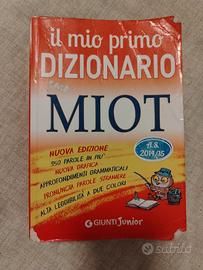 il mio primo
DIZIONARIO
MIOT
NUOVA EDIZIONE
A.S.
2014/15
350 PAROLE IN PIU'
NUOVA GRAFICA
APPROFONDIMENTI GRAMMATICALI
PRONUNCIA PAROLE STRANIERE
ALTA LEGGIBILITÀ A DUE COLORI
GIUNTI Junior
subito